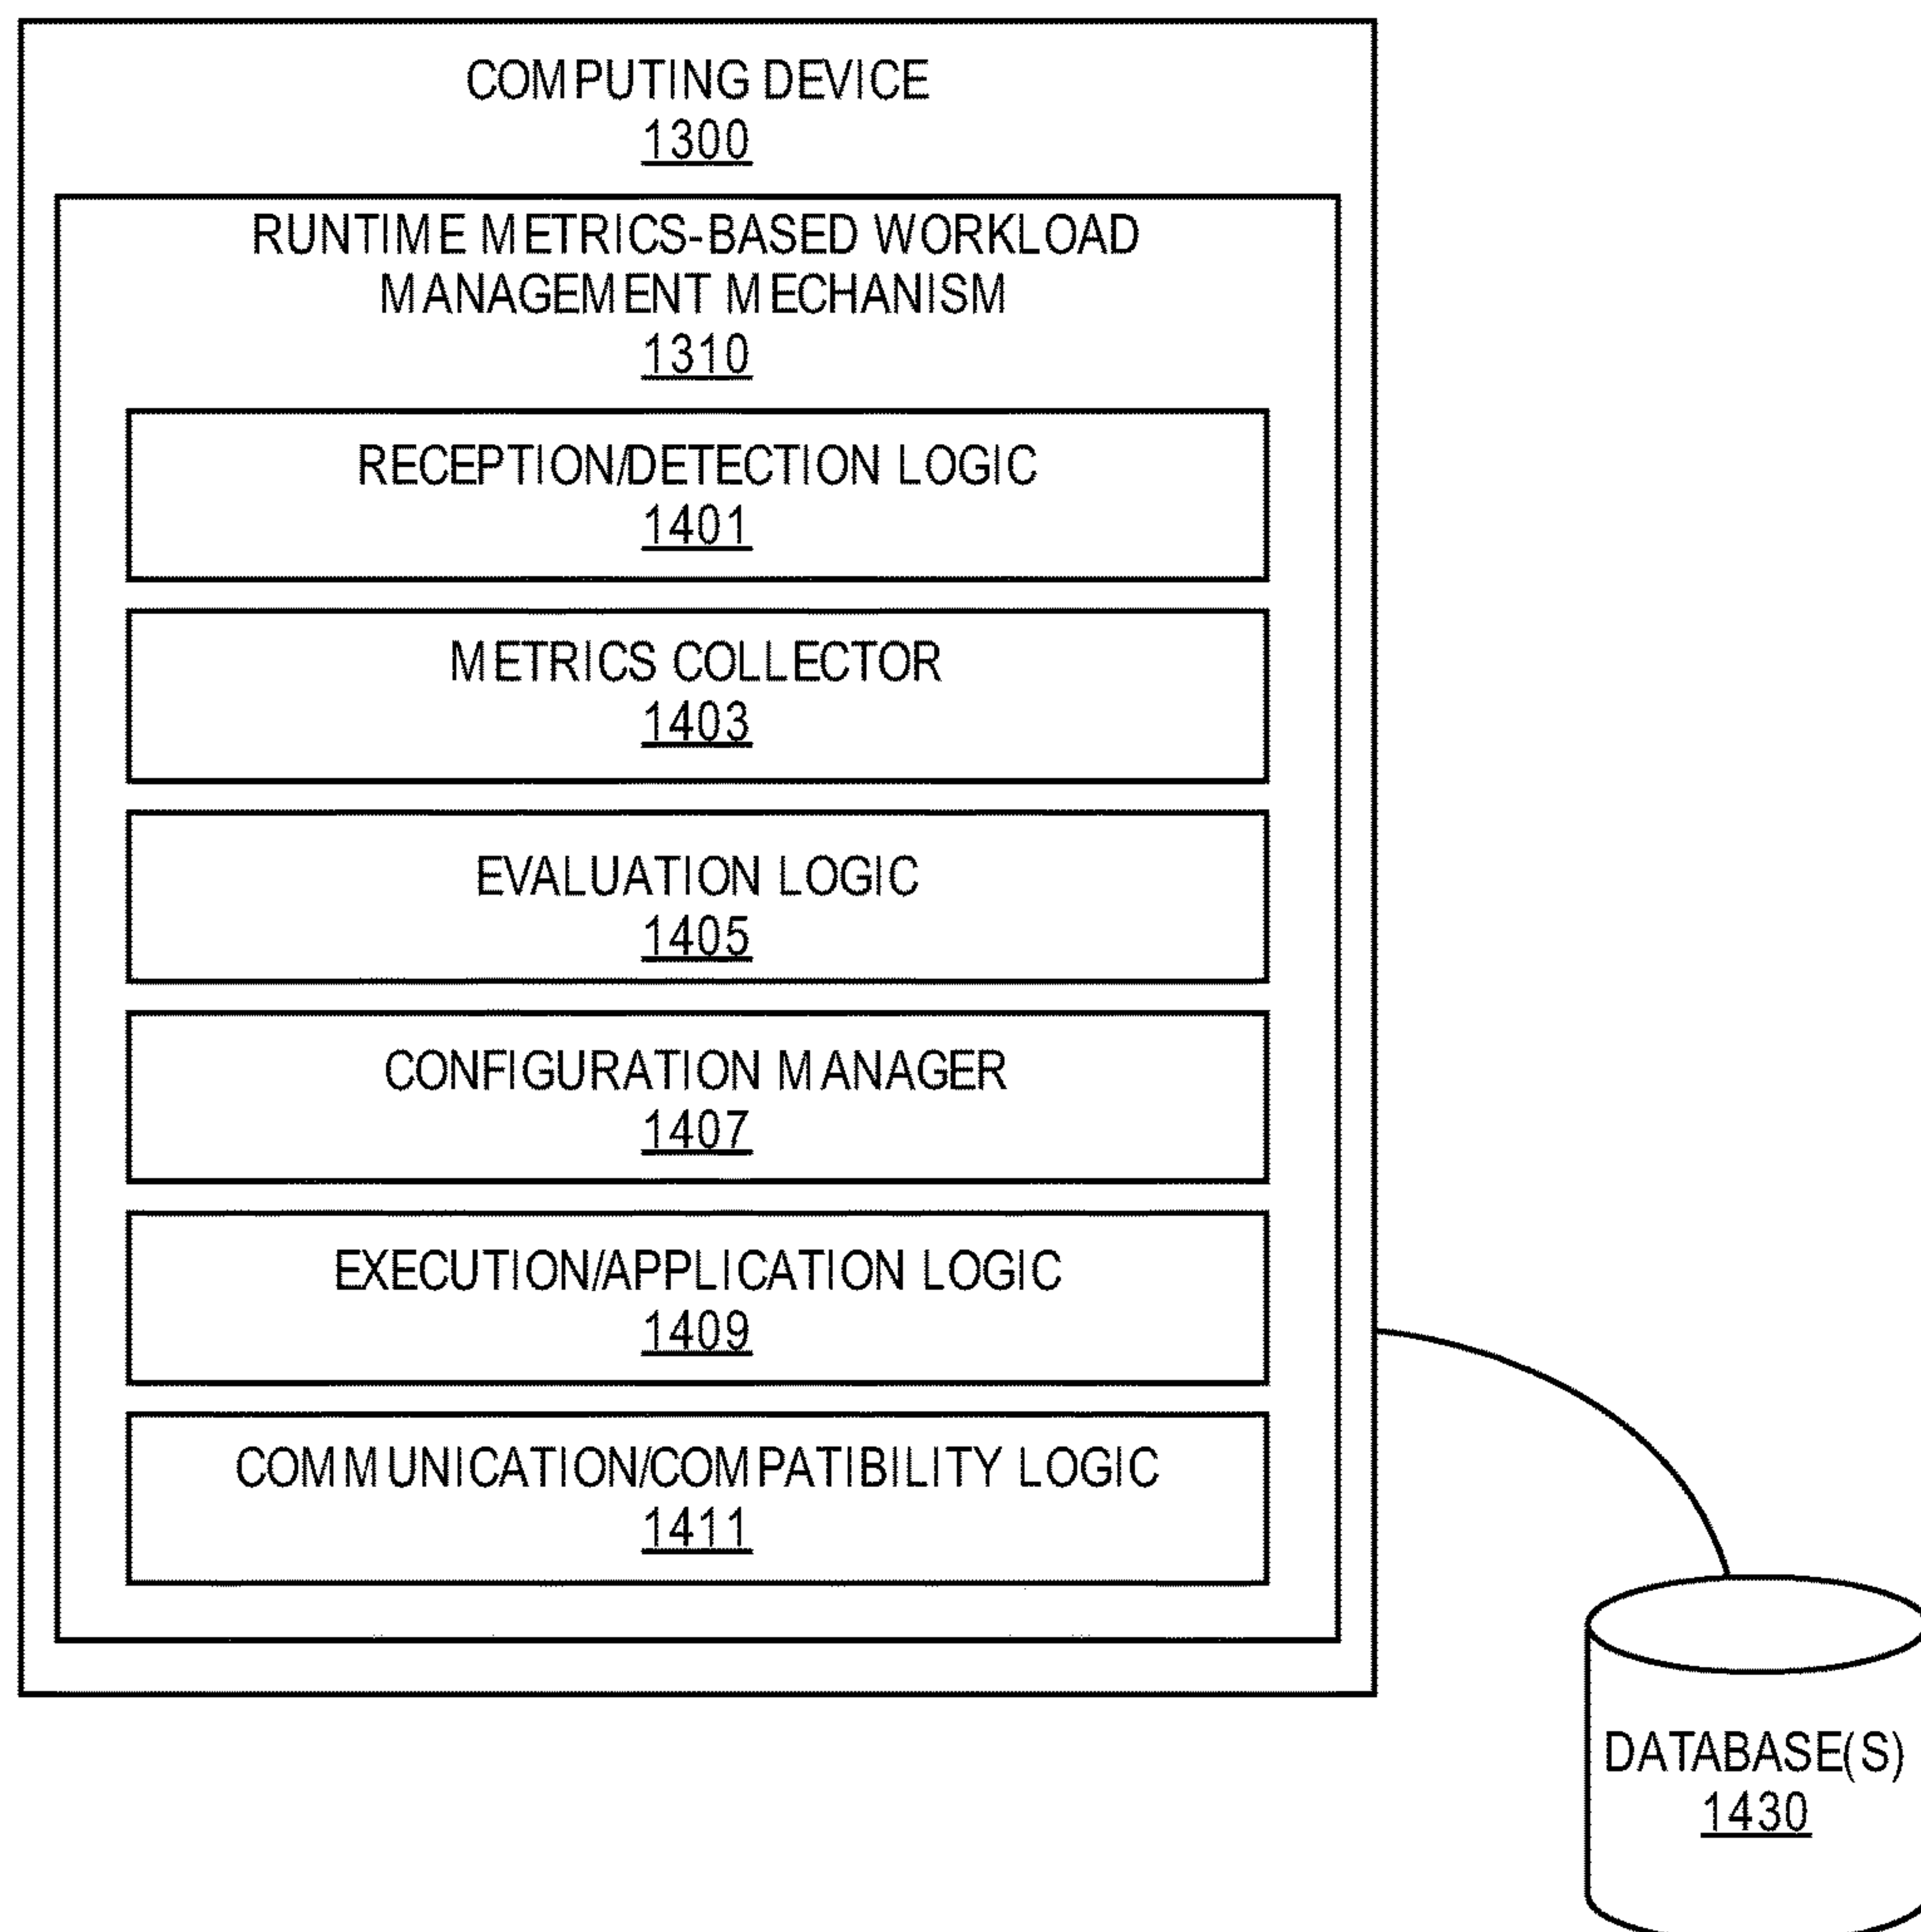 COMPUTING DEVICE
1300
RUNTIME METRICS-BASED WORKLOAD
MANAGEMENT MECHANISM
1310
RECEPTION/DETECTION LOGIC
1401
METRICS COLLECTOR
1403
EVALUATION LOGIC
1405
CONFIGURATION MANAGER
1407
EXECUTION/APPLICATION LOGIC
1409
COMMUNICATION/COMPATIBILITY LOGIC
1411
DATABASE(S)
1430